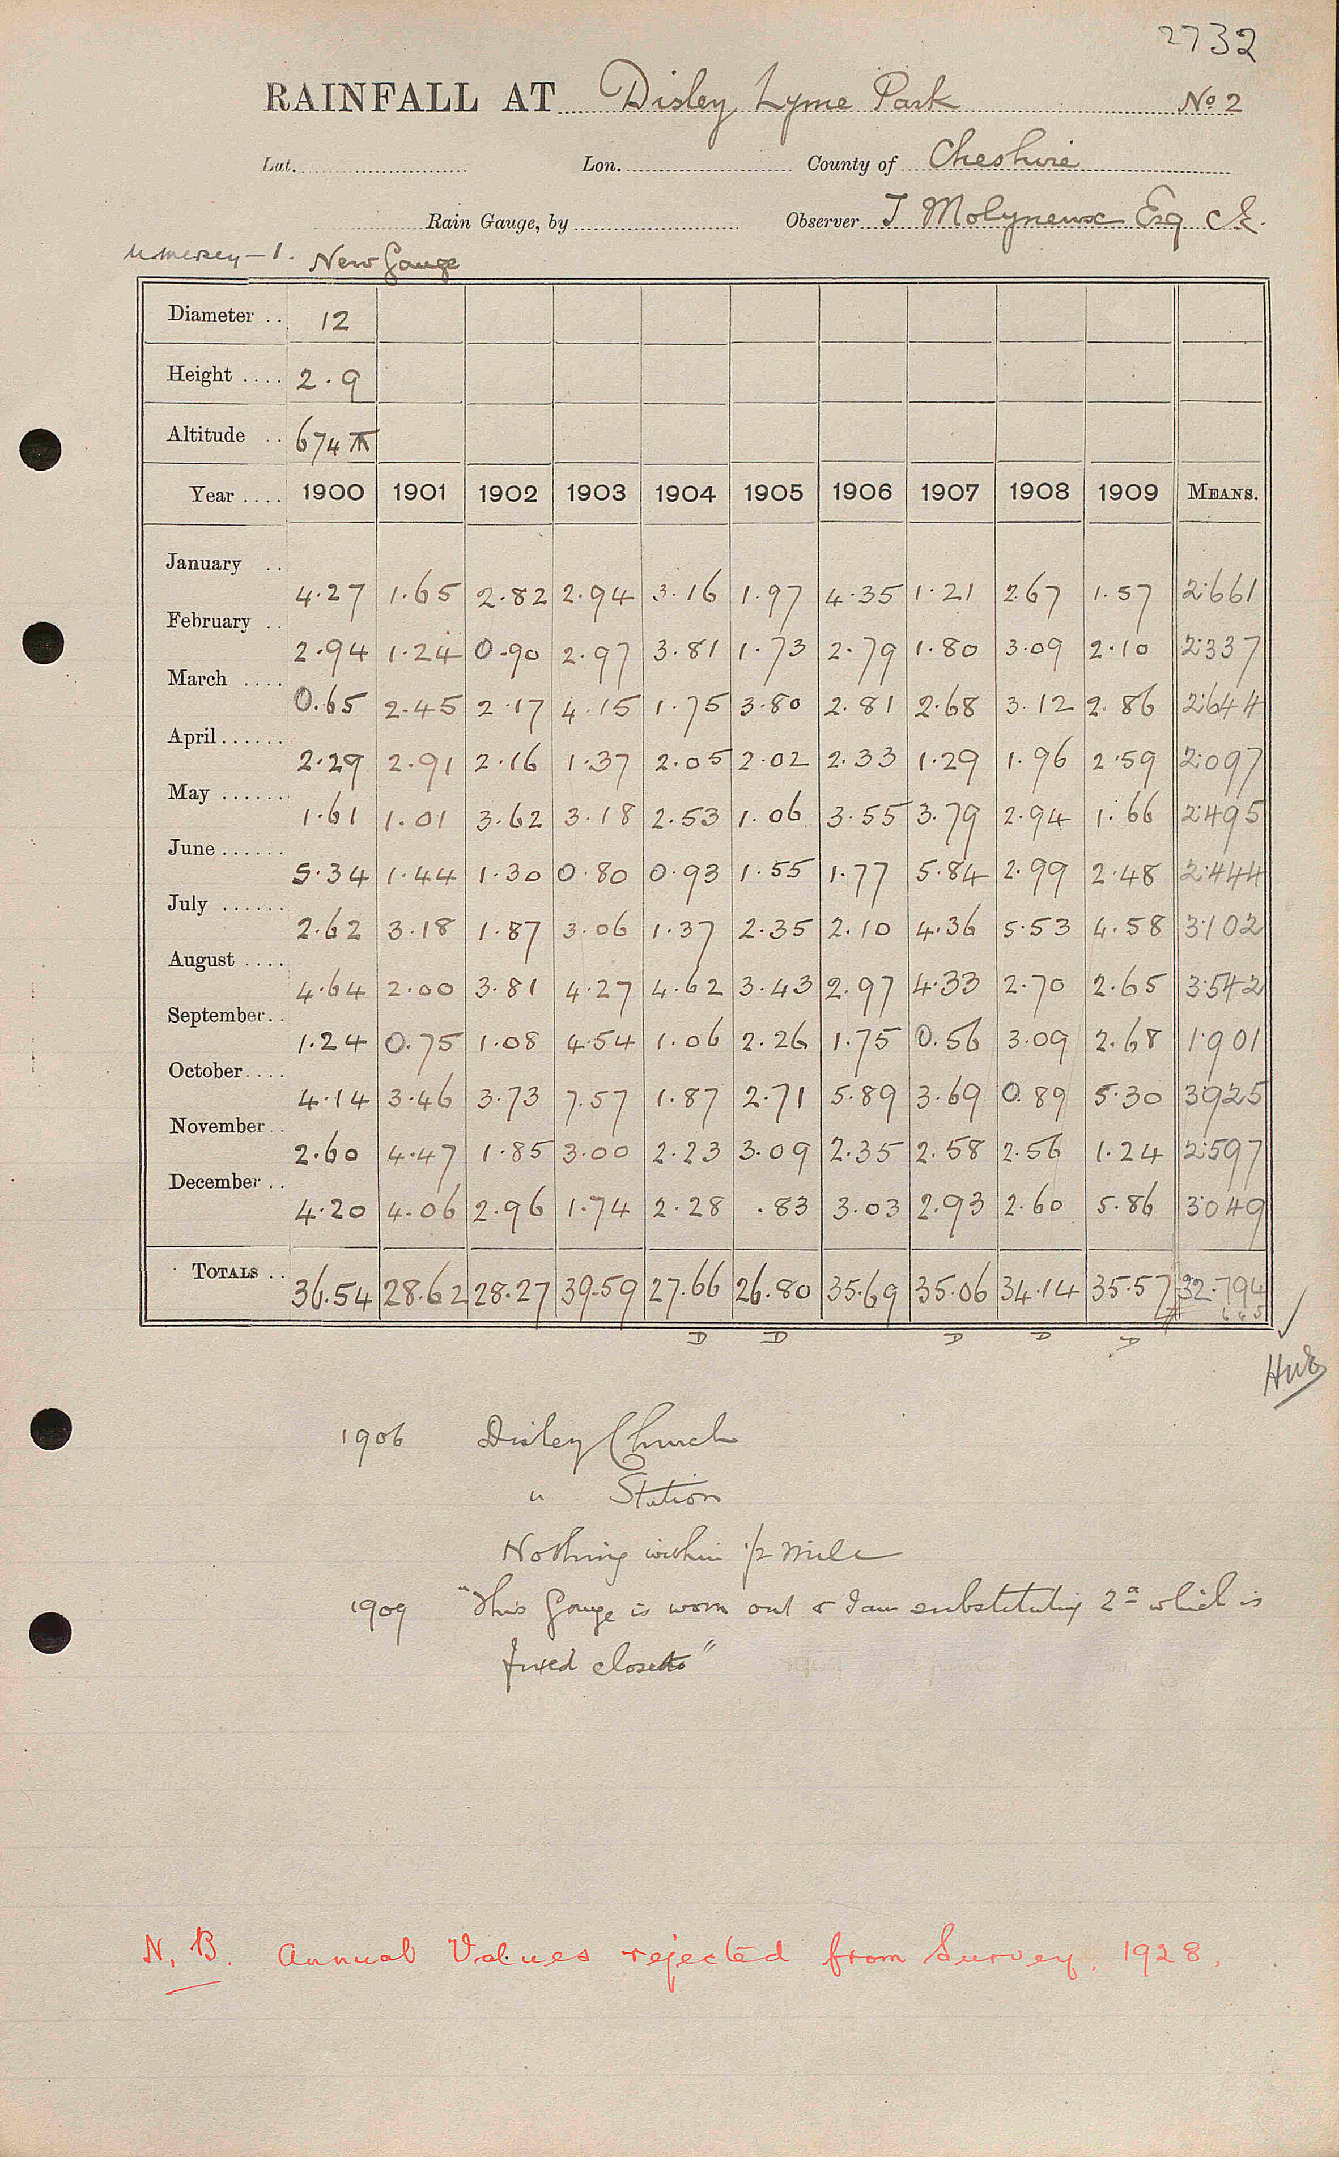 2732
RAINFALL AT Disley, Lyme Park No 2
Lat. Lon. County of Cheshire
Rain Gauge, by Observer T Molyneux Esq C.E.
New Gauge
Diameter .. 12
Height .... 2.9
Altitude .. 674 ft
Year .... 1900 1901 1902 1903 1904 1905 1906 1907 1908 1909 MEANS.
January .. 4.27 1.65 2.82 2.94 3.16 1.97 4.35 1.21 2.67 1.57 2.661
February .. 2.94 1.24 0.90 2.97 3.81 1.73 2.79 1.80 3.09 2.10 2.337
March .... 0.65 2.45 2.17 4.15 1.75 3.80 2.81 2.68 3.12 2.86 2.644
April...... 2.29 2.91 2.16 1.37 2.05 2.02 2.33 1.29 1.96 2.59 2.097
May ...... 1.61 1.01 3.62 3.18 2.53 1.06 3.55 3.79 2.94 1.66 2.495
June ...... 5.34 1.44 1.30 0.80 0.93 1.55 1.77 5.84 2.99 2.48 2.444
July ...... 2.62 3.18 1.87 3.06 1.37 2.35 2.10 4.36 5.53 4.58 3.102
August .... 4.64 2.00 3.81 4.27 4.62 3.43 2.97 4.33 2.70 2.65 3.542
September.. 1.24 0.75 1.08 4.54 1.06 2.26 1.75 0.56 3.09 2.68 1.901
October.... 4.14 3.46 3.73 7.57 1.87 2.71 5.89 3.69 0.89 5.30 3.925
November.. 2.60 4.47 1.85 3.00 2.23 3.09 2.35 2.58 2.56 1.24 2.597
December .. 4.20 4.06 2.96 1.74 2.28 .83 3.03 2.93 2.60 5.86 3.049
TOTALS .. 36.54 28.62 28.27 39.59 27.66 26.80 35.69 35.06 34.14 35.57 32.794
D D D D D
1906 Disley Church
" Station
Nothing within 1/2 mile
1909 "This Gauge is worn out & I am substituting 2a which is
fixed close to"
N.B. Annual Values rejected from Survey. 1928.